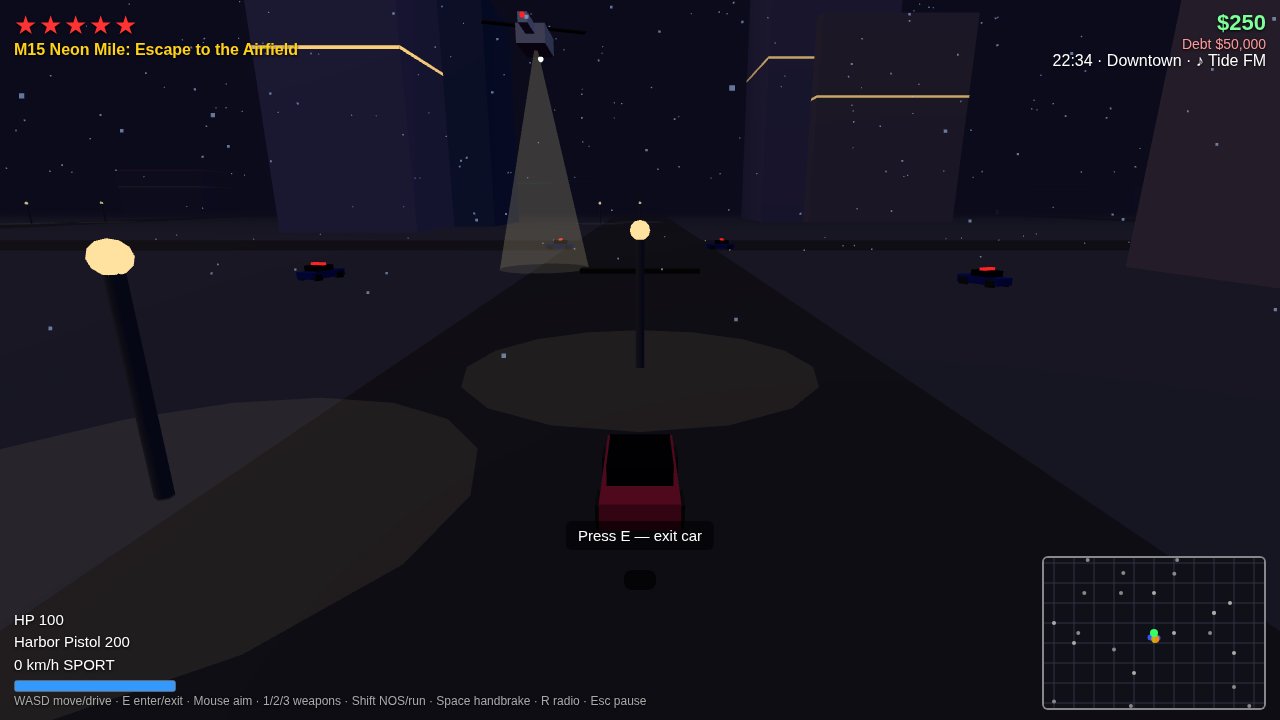 ★★★★★
M15 Neon Mile: Escape to the Airfield
$250
Debt $50,000
22:34 · Downtown · ♪ Tide FM
Press E — exit car
HP 100
Harbor Pistol 200
0 km/h SPORT
WASD move/drive · E enter/exit · Mouse aim · 1/2/3 weapons · Shift NOS/run · Space handbrake · R radio · Esc pause